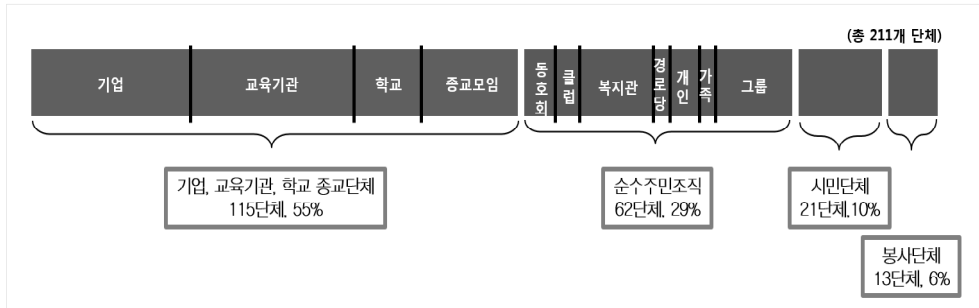 (총 211개 단체)
기업 교육기관 학교 종교모임 동호회 클럽 복지관 경로당 개인 가족 그룹
기업, 교육기관, 학교 종교단체
115단체, 55%
순수주민조직
62단체, 29%
시민단체
21단체,10%
봉사단체
13단체, 6%